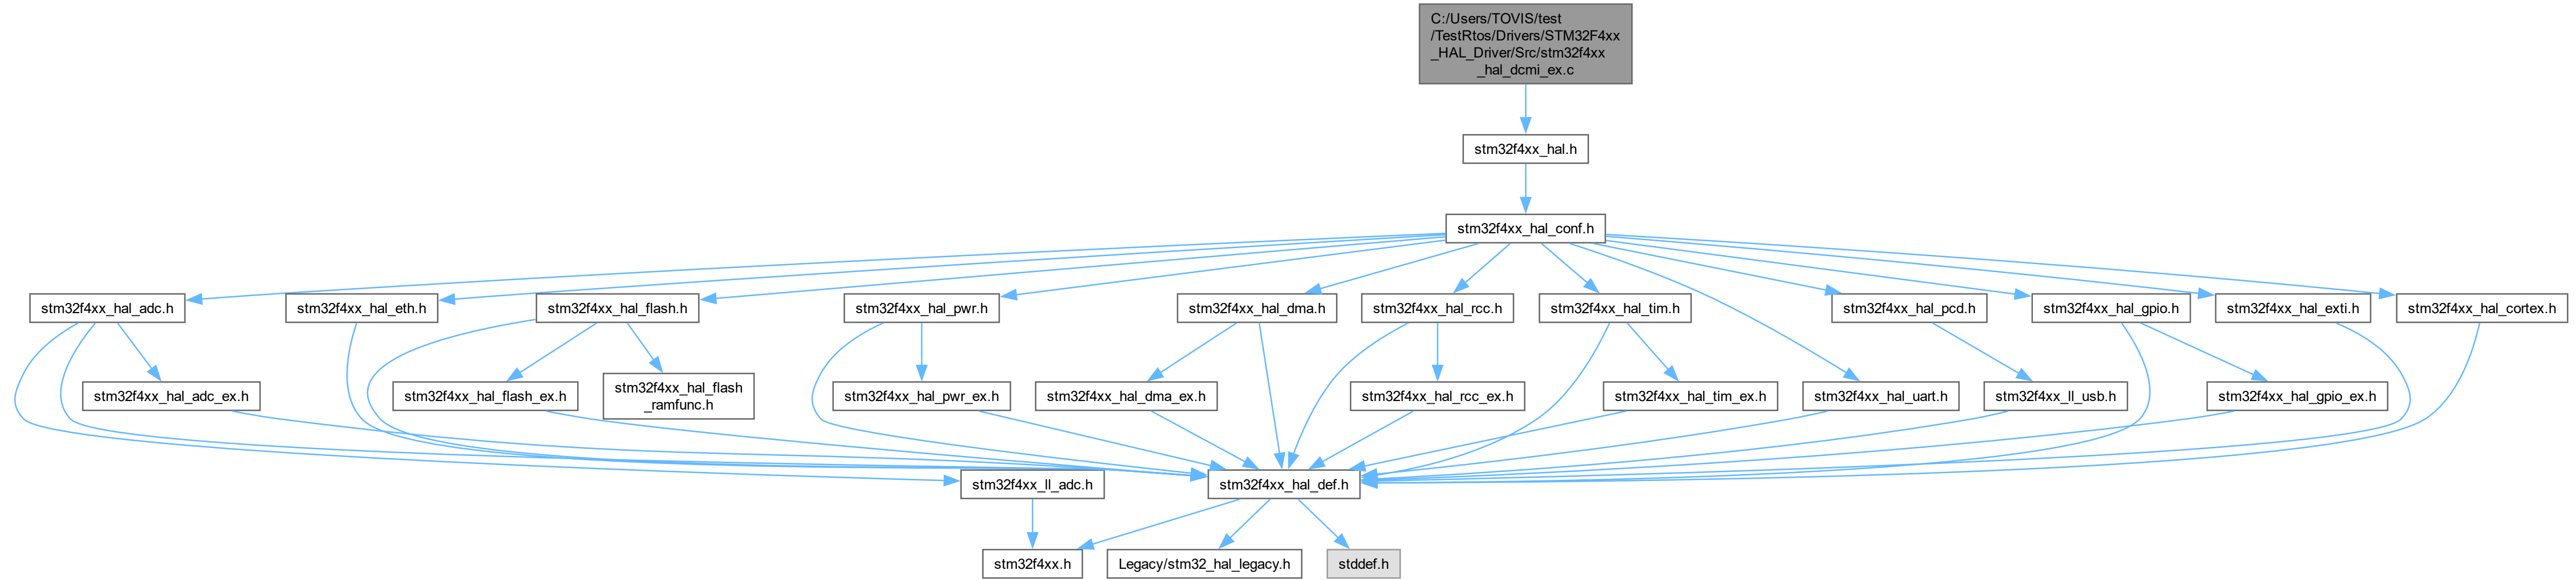 C:/Users/TOVIS/test
/TestRtos/Drivers/STM32F4xx
_HAL_Driver/Src/stm32f4xx
_hal_dcmi_ex.c
stm32f4xx_hal.h
stm32f4xx_hal_conf.h
stm32f4xx_hal_adc.h
stm32f4xx_hal_eth.h
stm32f4xx_hal_flash.h
stm32f4xx_hal_pwr.h
stm32f4xx_hal_dma.h
stm32f4xx_hal_rcc.h
stm32f4xx_hal_tim.h
stm32f4xx_hal_pcd.h
stm32f4xx_hal_gpio.h
stm32f4xx_hal_exti.h
stm32f4xx_hal_cortex.h
stm32f4xx_hal_adc_ex.h
stm32f4xx_hal_flash_ex.h
stm32f4xx_hal_flash
_ramfunc.h
stm32f4xx_hal_pwr_ex.h
stm32f4xx_hal_dma_ex.h
stm32f4xx_hal_rcc_ex.h
stm32f4xx_hal_tim_ex.h
stm32f4xx_hal_uart.h
stm32f4xx_ll_usb.h
stm32f4xx_hal_gpio_ex.h
stm32f4xx_ll_adc.h
stm32f4xx_hal_def.h
stm32f4xx.h
Legacy/stm32_hal_legacy.h
stddef.h